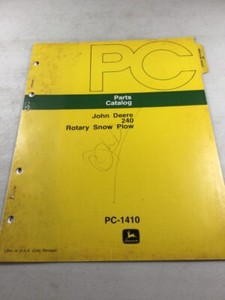 PC
Parts
Catalog
John Deere
240
Rotary Snow Plow
PC-1410